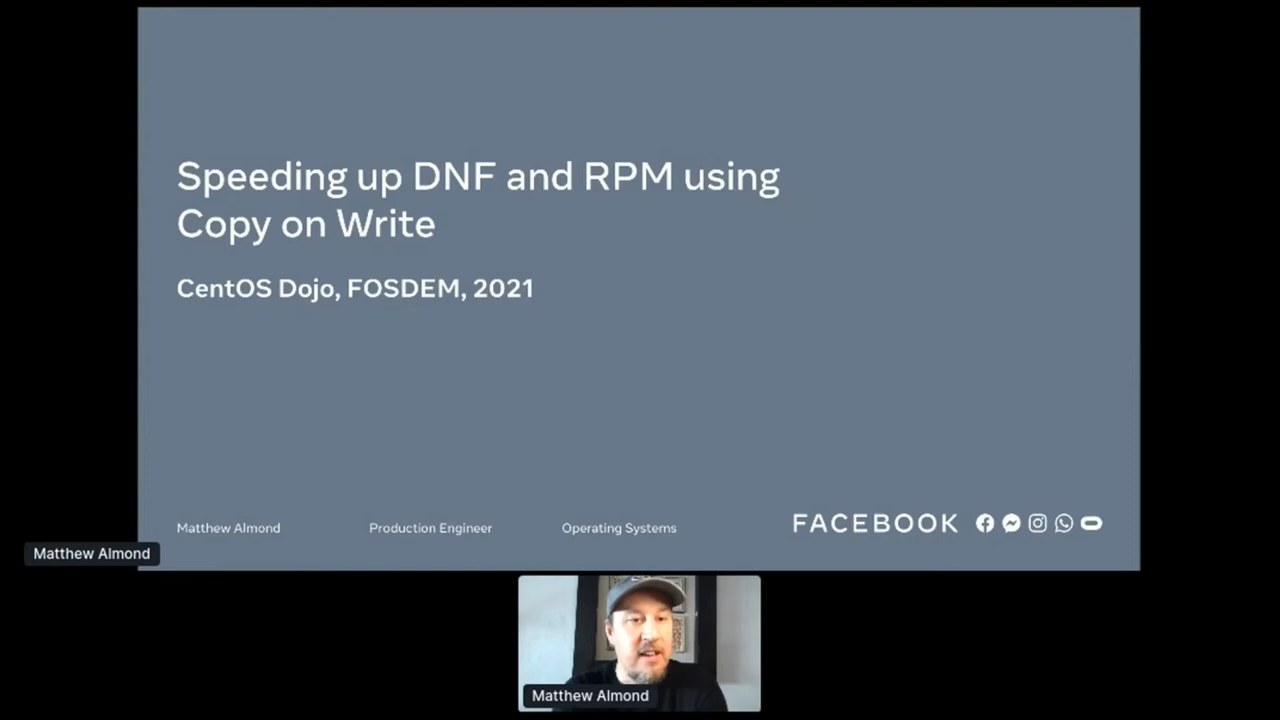 Speeding up DNF and RPM using
Copy on Write
CentOS Dojo, FOSDEM, 2021
Matthew Almond
Production Engineer
Operating Systems
FACEBOOK
Matthew Almond
Matthew Almond